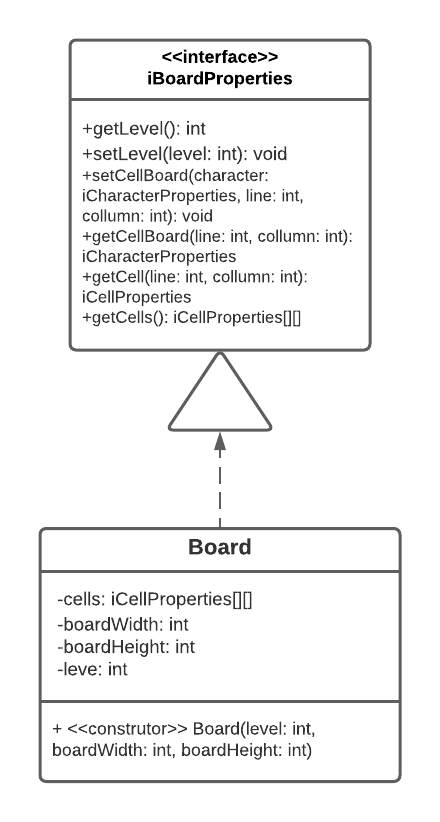 <<interface>>
iBoardProperties
+getLevel(): int
+setLevel(level: int): void
+setCellBoard(character:
iCharacterProperties, line: int,
collumn: int): void
+getCellBoard(line: int, collumn: int):
iCharacterProperties
+getCell(line: int, collumn: int):
iCellProperties
+getCells(): iCellProperties[][]
Board
-cells: iCellProperties[][]
-boardWidth: int
-boardHeight: int
-leve: int
+ <<construtor>> Board(level: int,
boardWidth: int, boardHeight: int)